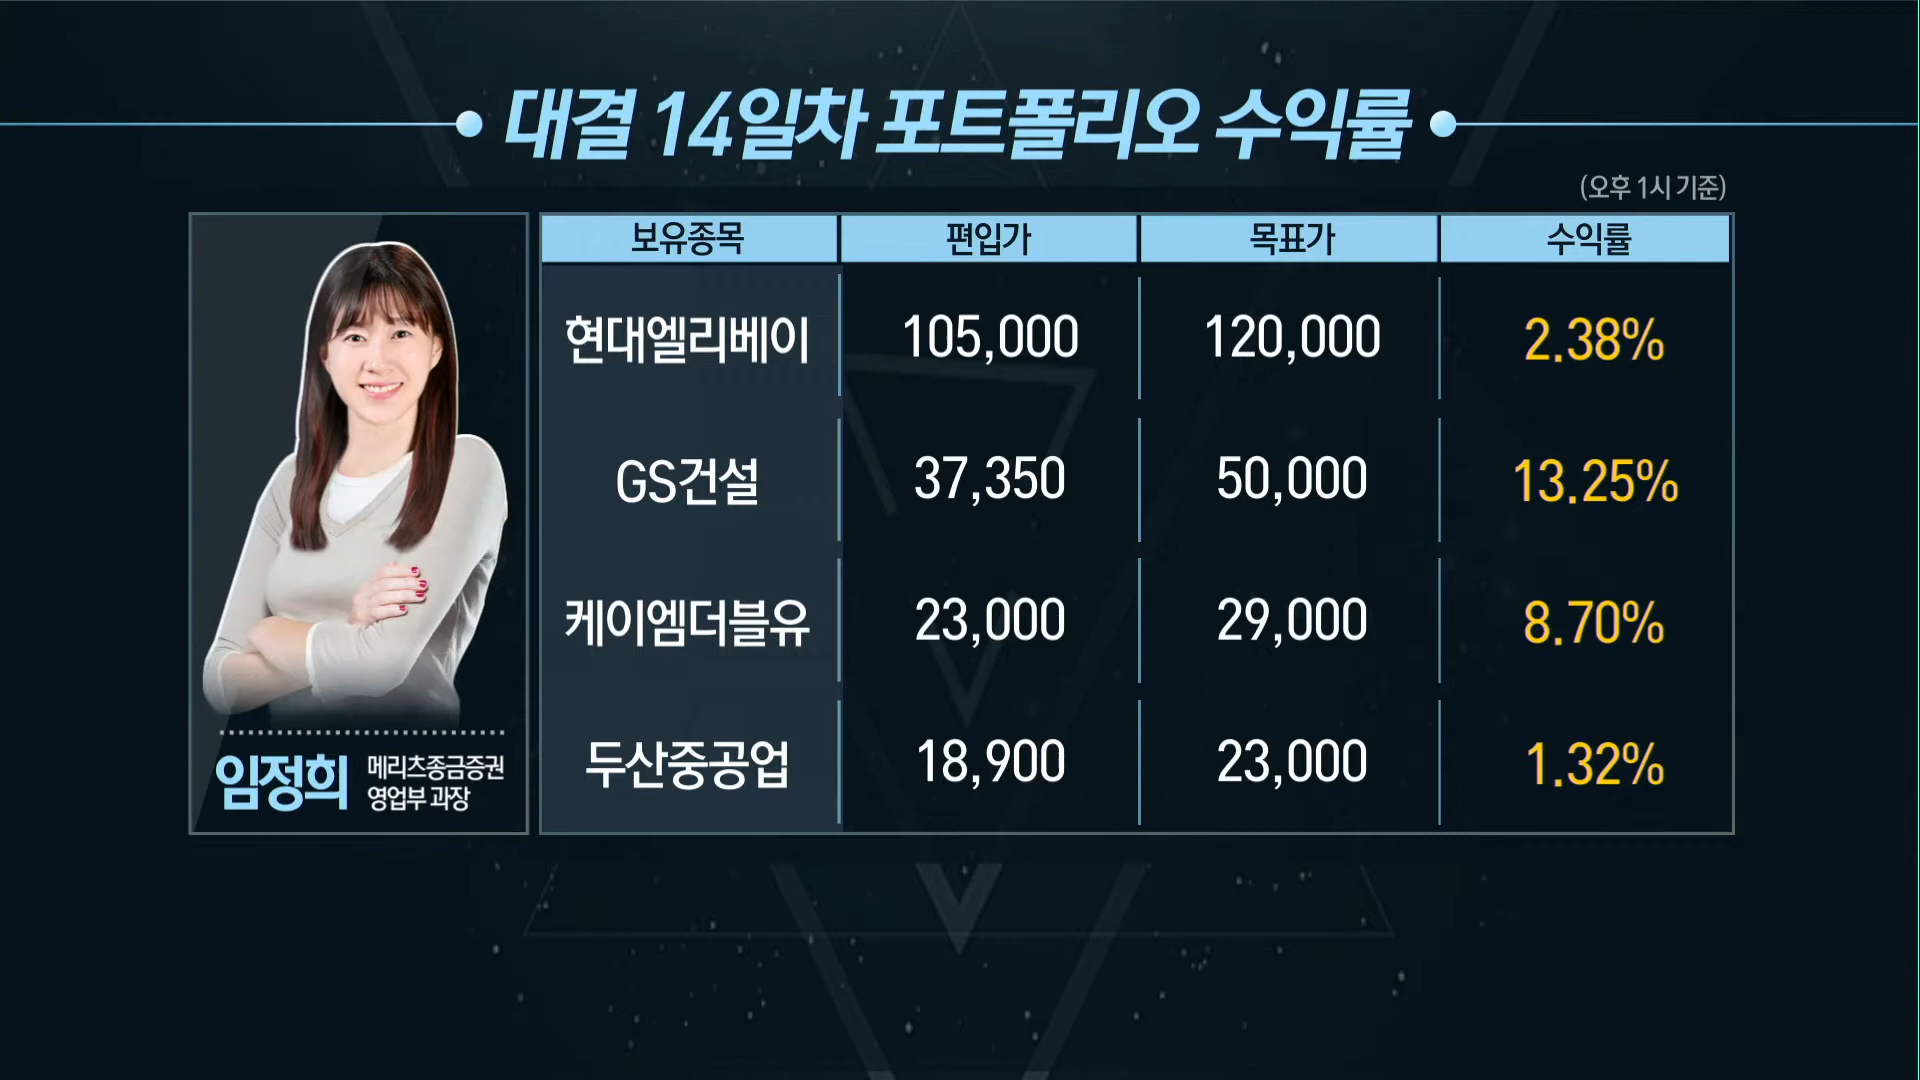 대결 14일차 포트폴리오 수익률
(오후 1시 기준)
보유종목 편입가 목표가 수익률
현대엘리베이 105,000 120,000 2.38%
GS건설 37,350 50,000 13.25%
케이엠더블유 23,000 29,000 8.70%
두산중공업 18,900 23,000 1.32%
임정희 메리츠종금증권
영업부 과장